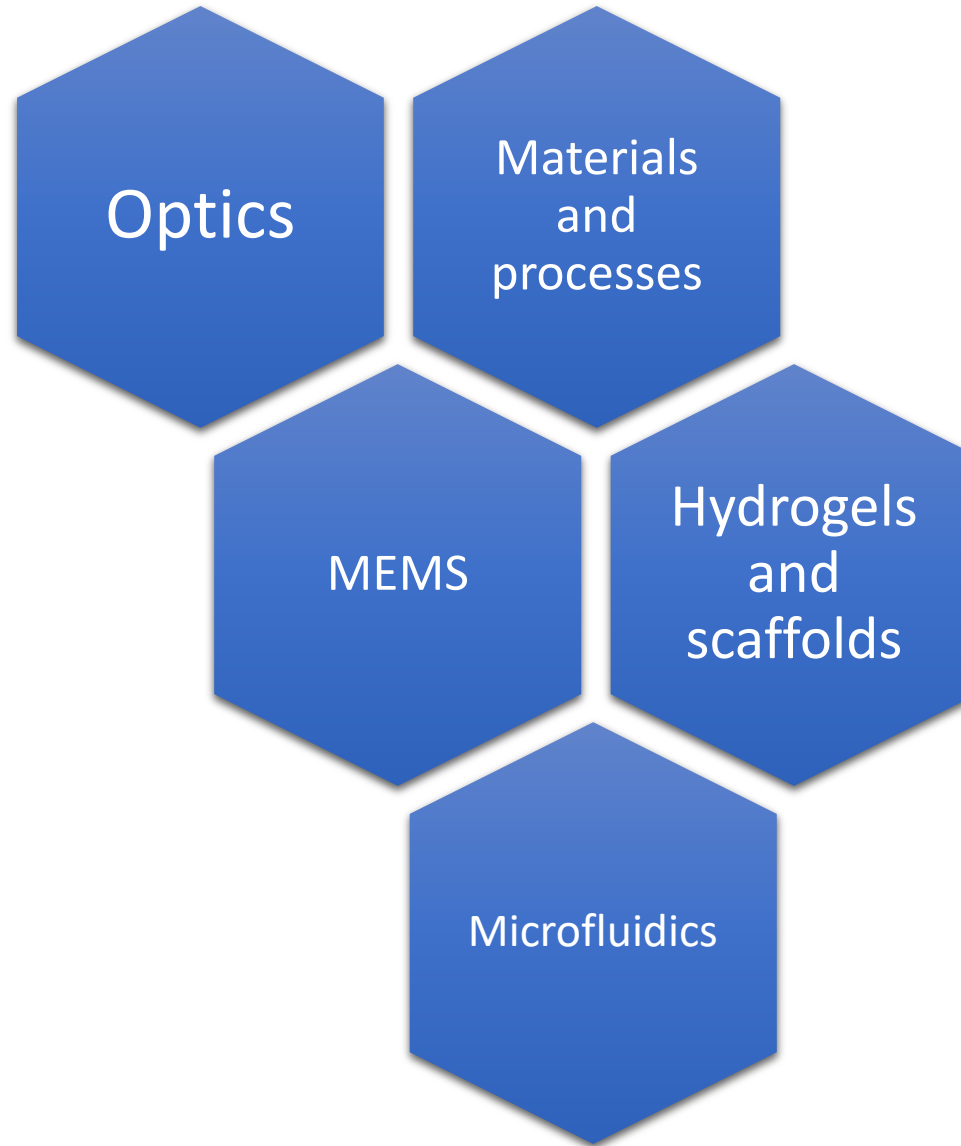 Optics
Materials
and
processes
MEMS
Hydrogels
and
scaffolds
Microfluidics